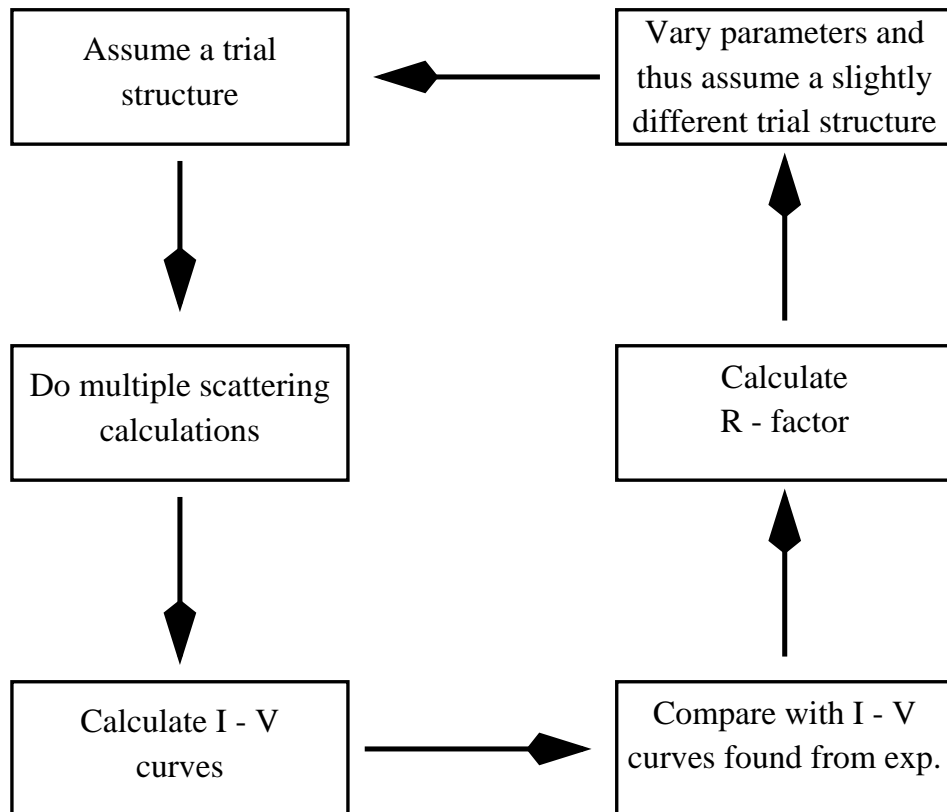 Assume a trial
structure
Vary parameters and
thus assume a slightly
different trial structure
Do multiple scattering
calculations
Calculate
R - factor
Calculate I - V
curves
Compare with I - V
curves found from exp.